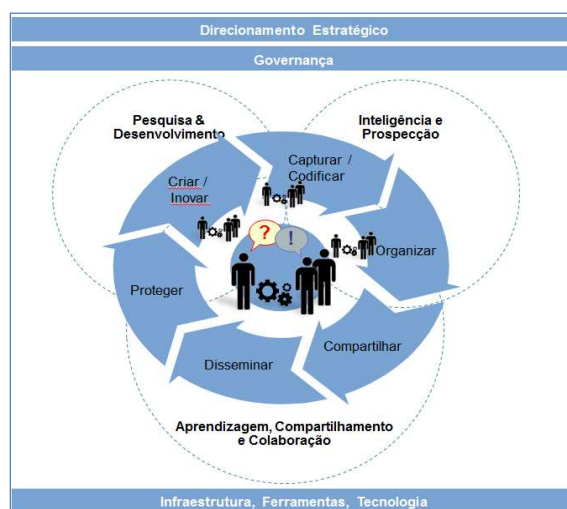 Direcionamento Estratégico
Governança
Pesquisa &
Desenvolvimento
Inteligência e
Prospecção
Capturar /
Codificar
Criar /
Inovar
? !
Organizar
Proteger
Compartilhar
Disseminar
Aprendizagem, Compartilhamento
e Colaboração
Infraestrutura, Ferramentas, Tecnologia